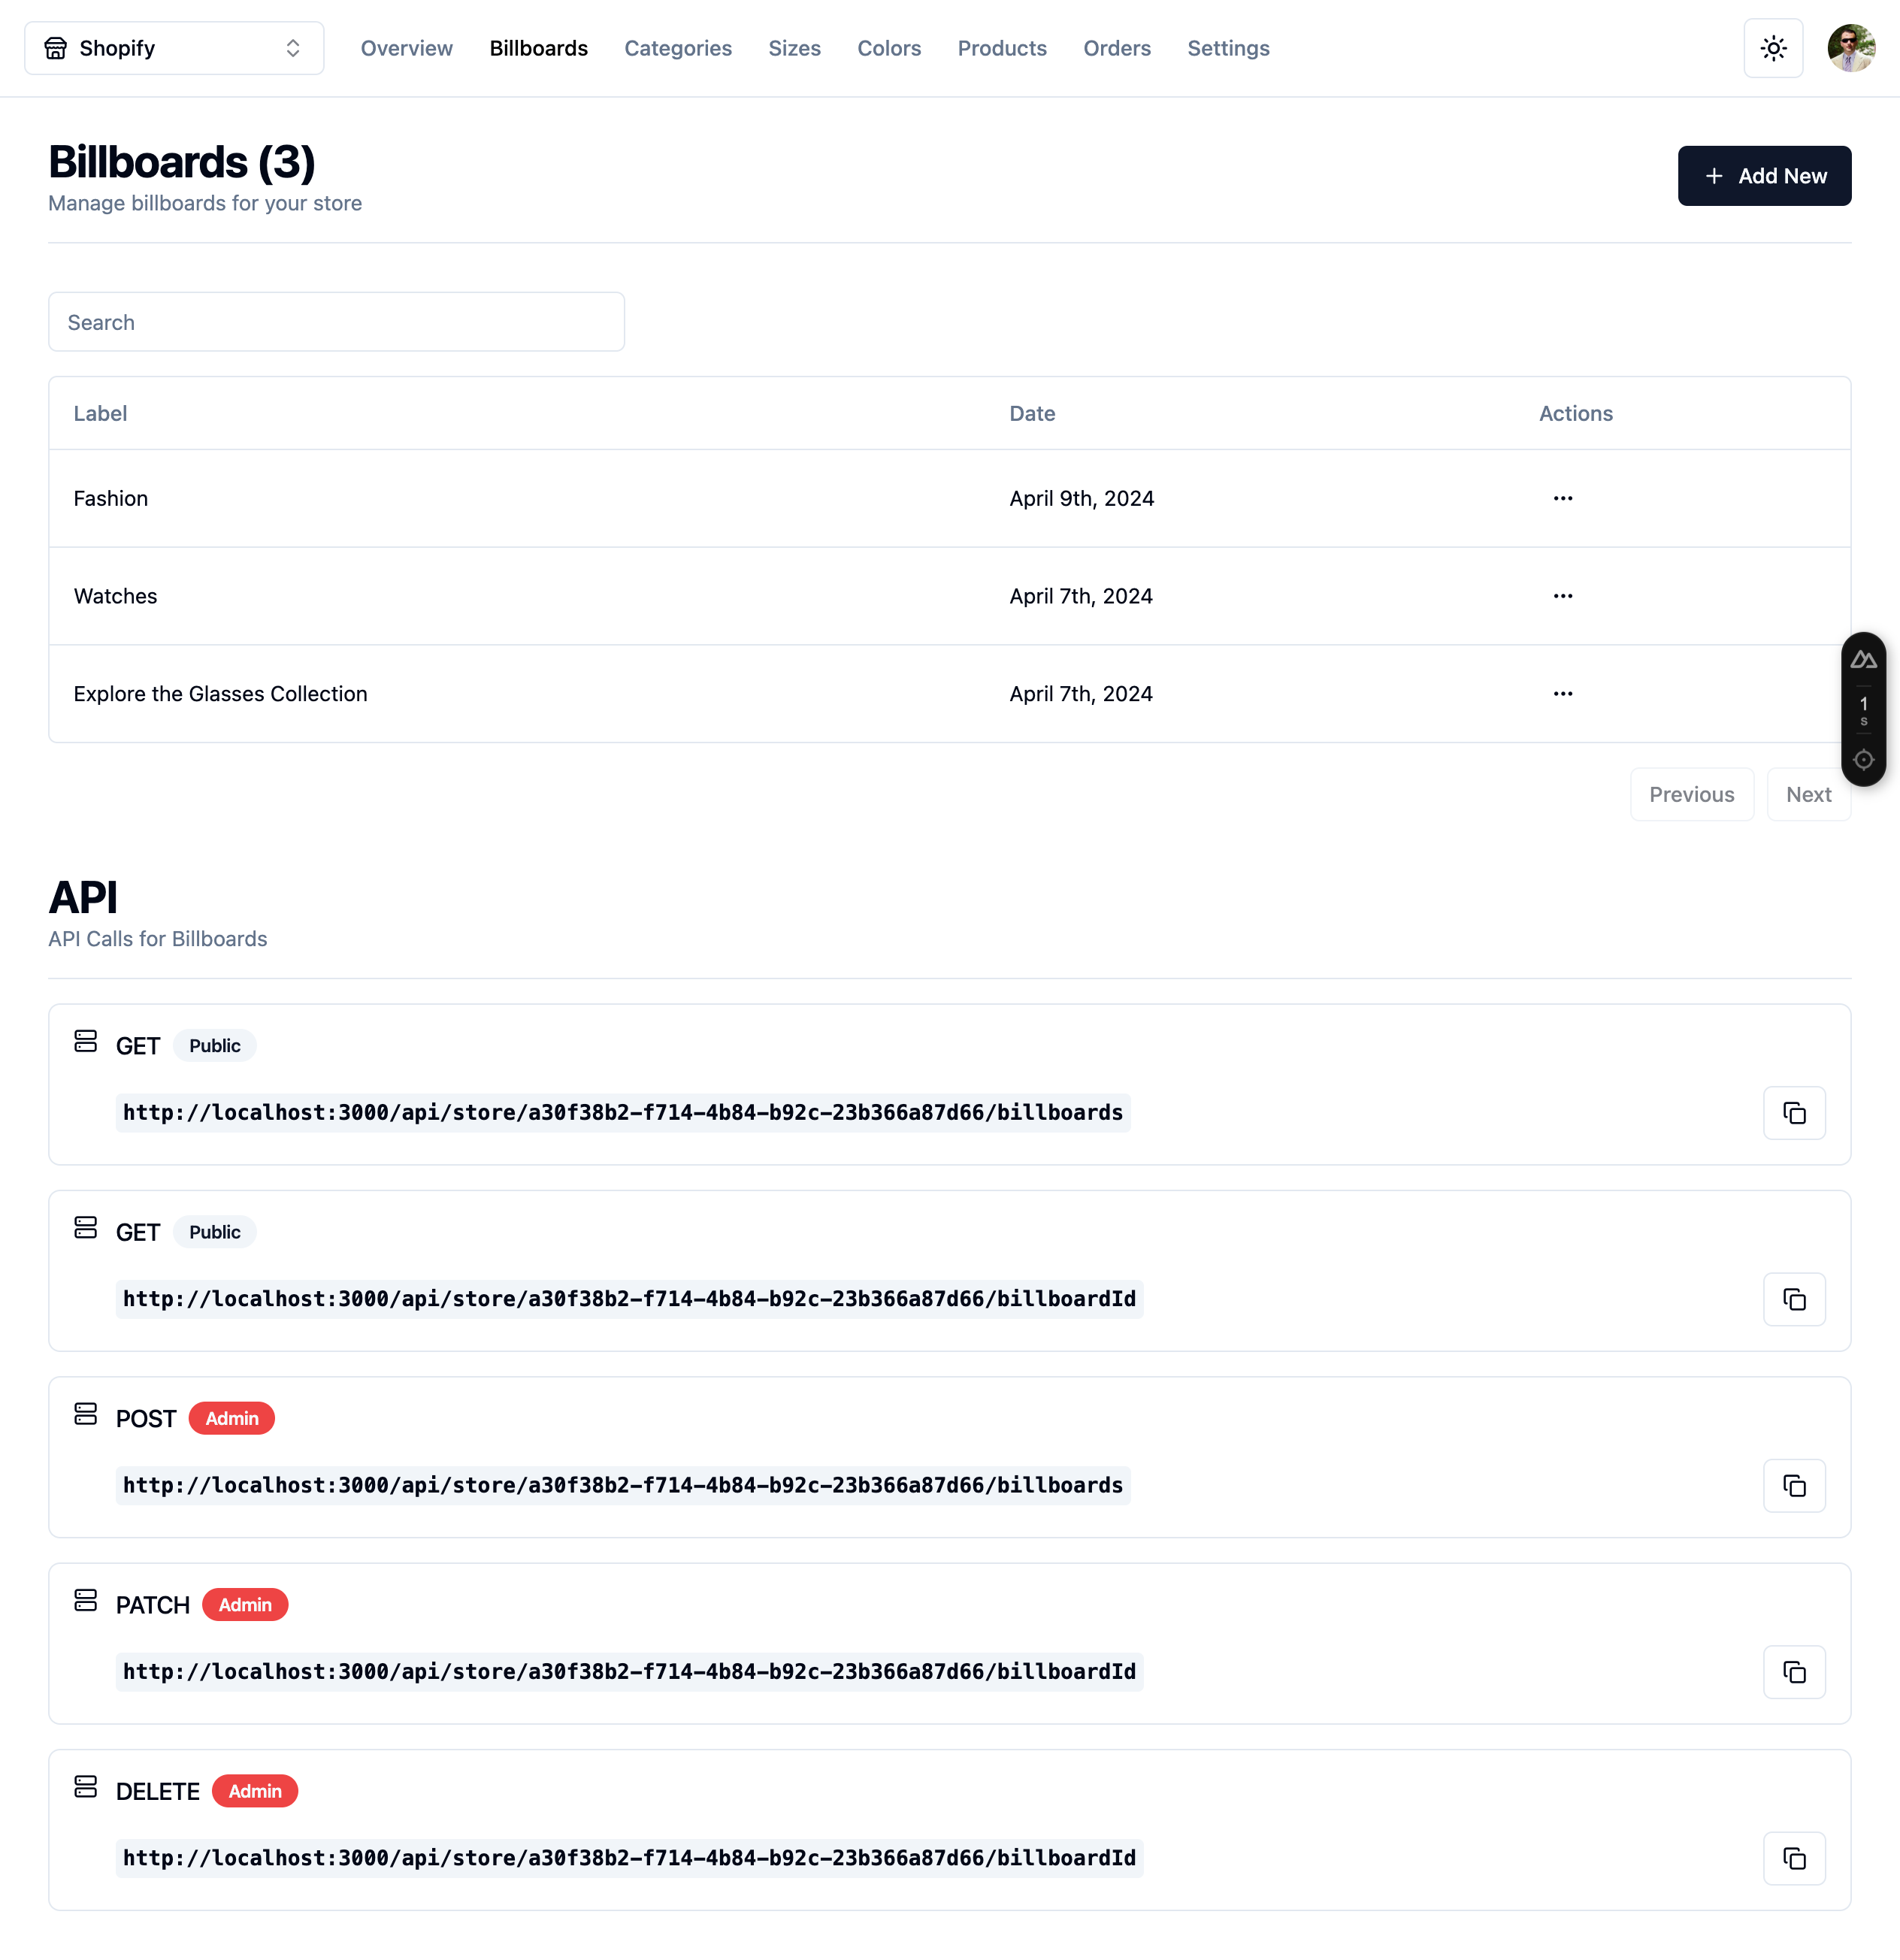 Shopify
Overview Billboards Categories Sizes Colors Products Orders Settings
Billboards (3)
Manage billboards for your store
Add New
Search
Label Date Actions
Fashion April 9th, 2024
Watches April 7th, 2024
Explore the Glasses Collection April 7th, 2024
1
s
Previous Next
API
API Calls for Billboards
GET Public
http://localhost:3000/api/store/a30f38b2-f714-4b84-b92c-23b366a87d66/billboards
GET Public
http://localhost:3000/api/store/a30f38b2-f714-4b84-b92c-23b366a87d66/billboardId
POST Admin
http://localhost:3000/api/store/a30f38b2-f714-4b84-b92c-23b366a87d66/billboards
PATCH Admin
http://localhost:3000/api/store/a30f38b2-f714-4b84-b92c-23b366a87d66/billboardId
DELETE Admin
http://localhost:3000/api/store/a30f38b2-f714-4b84-b92c-23b366a87d66/billboardId